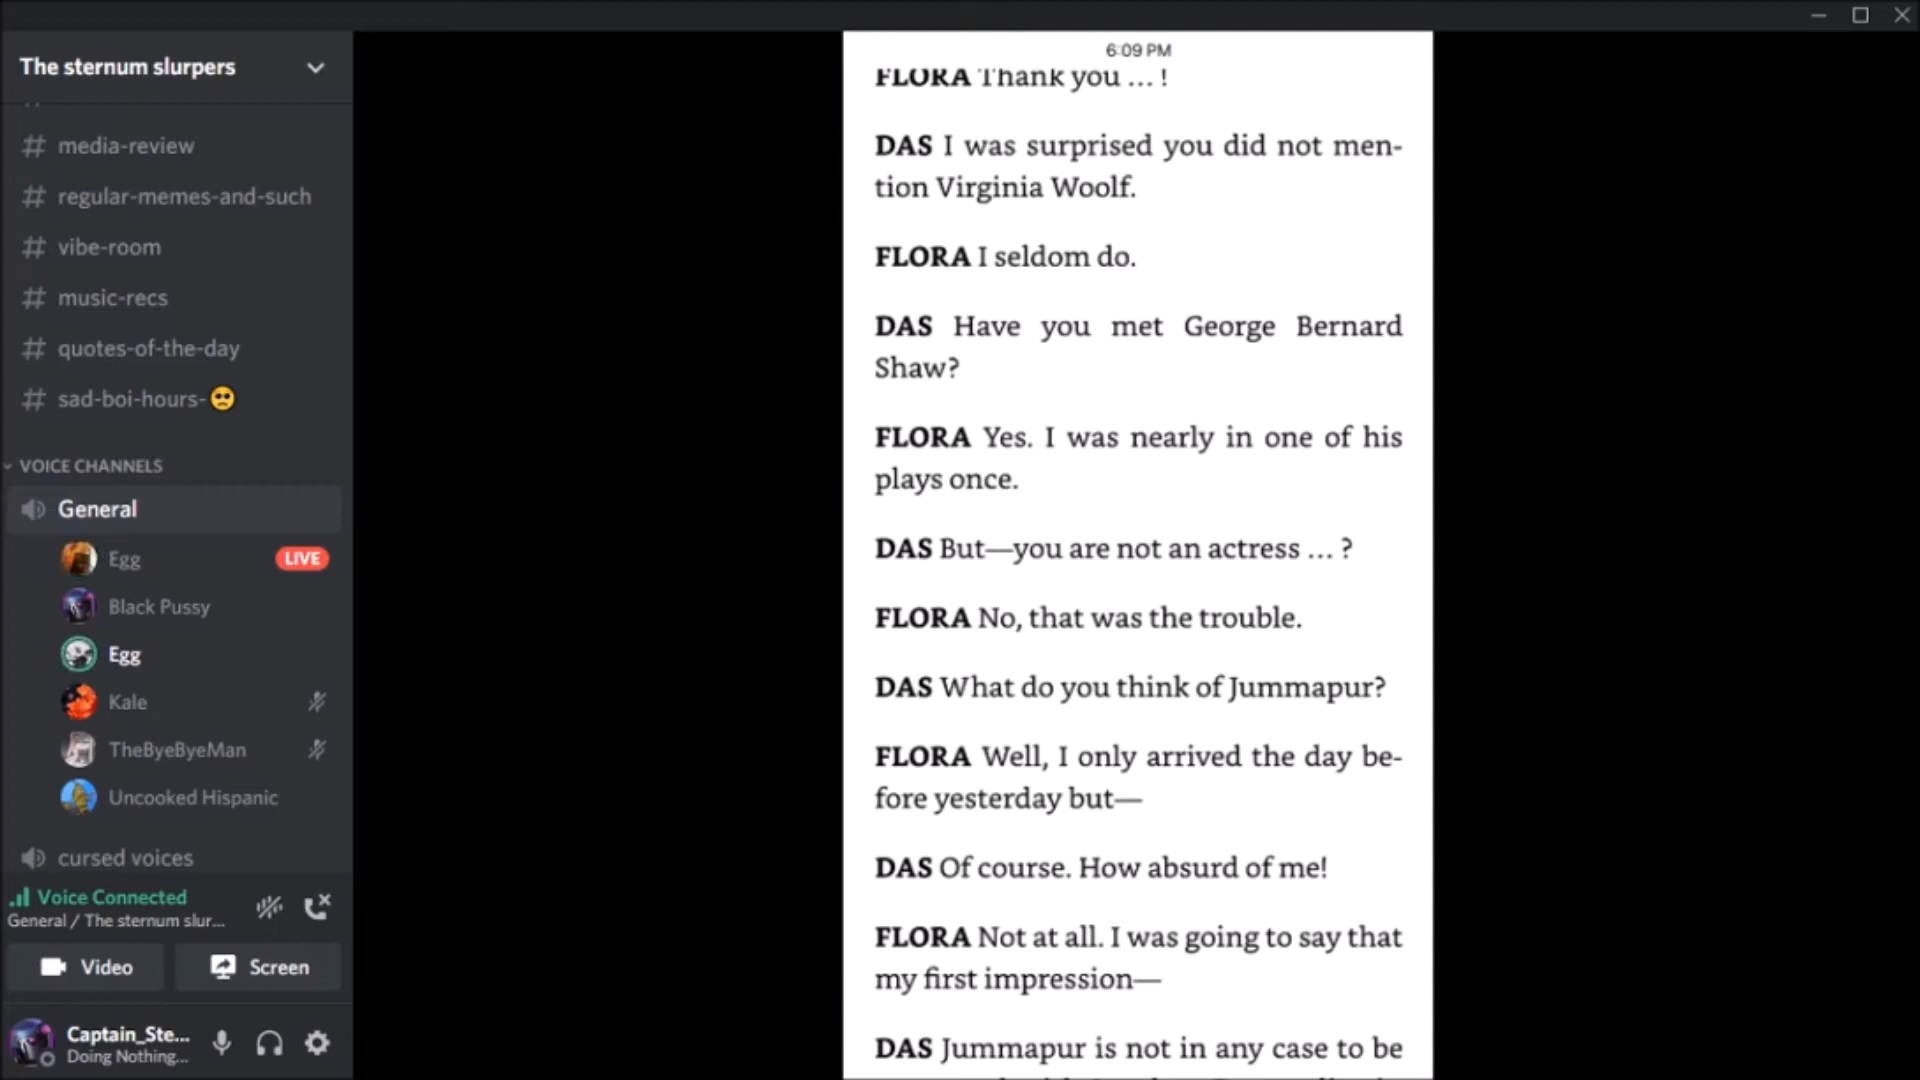 The sternum slurpers
# media-review
# regular-memes-and-such
# vibe-room
# music-recs
# quotes-of-the-day
# sad-boi-hours-🥺
VOICE CHANNELS
General
Egg LIVE
Black Pussy
Egg
Kale
TheByeByeMan
Uncooked Hispanic
cursed voices
Voice Connected
General / The sternum slur...
Video Screen
Captain_Ste...
Doing Nothing...
6:09 PM
FLORA Thank you … !
DAS I was surprised you did not men-
tion Virginia Woolf.
FLORA I seldom do.
DAS Have you met George Bernard
Shaw?
FLORA Yes. I was nearly in one of his
plays once.
DAS But—you are not an actress … ?
FLORA No, that was the trouble.
DAS What do you think of Jummapur?
FLORA Well, I only arrived the day be-
fore yesterday but—
DAS Of course. How absurd of me!
FLORA Not at all. I was going to say that
my first impression—
DAS Jummapur is not in any case to be